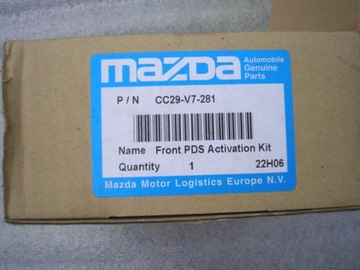 mazda
Automobile
Genuine
Parts
P / N CC29-V7-281
Name Front PDS Activation Kit
Quantity 1 22H06
Mazda Motor Logistics Europe N.V.